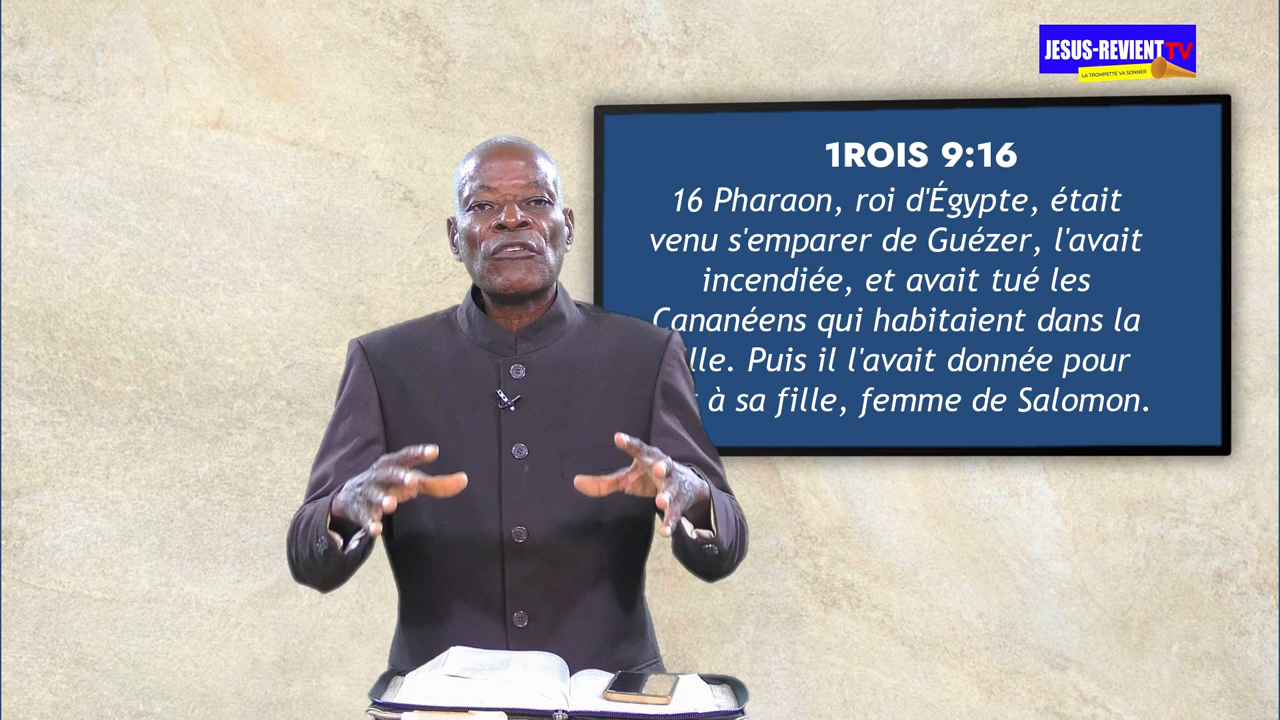 JESUS-REVIENT TV
LA TROMPETTE VA SONNER
1ROIS 9:16
16 Pharaon, roi d'Égypte, était
venu s'emparer de Guézer, l'avait
incendiée, et avait tué les
Cananéens qui habitaient dans la
lle. Puis il l'avait donnée pour
à sa fille, femme de Salomon.